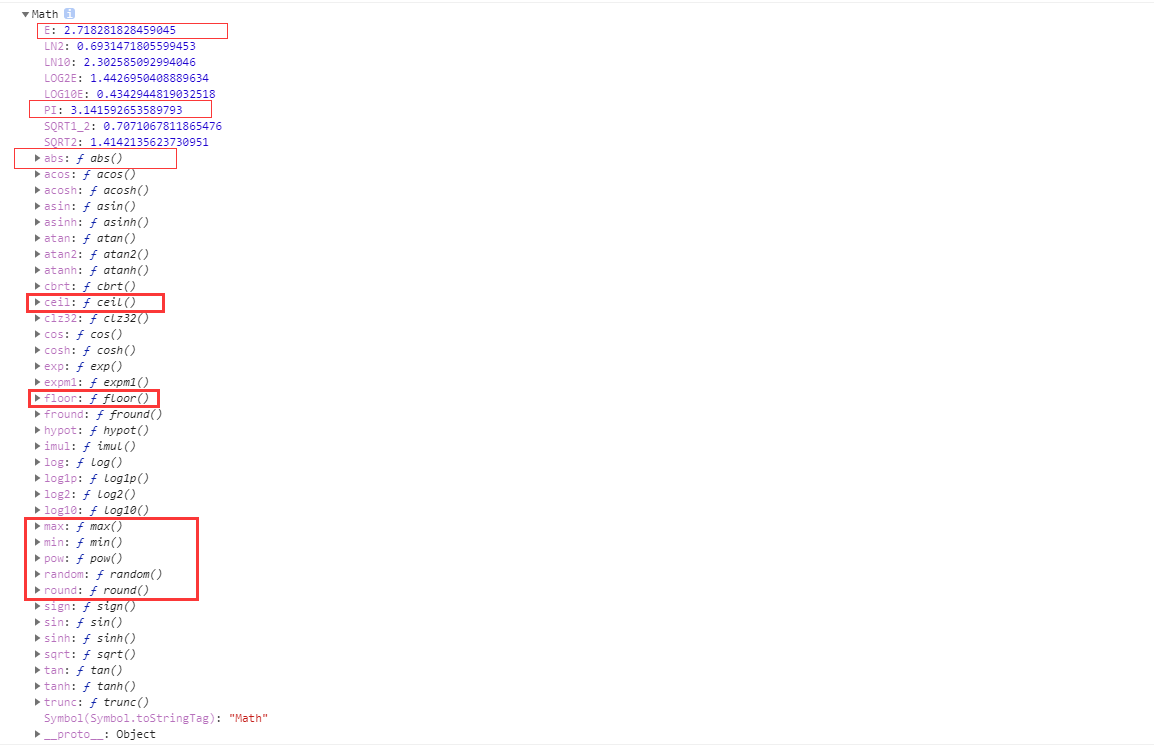 Math i
E: 2.718281828459045
LN2: 0.6931471805599453
LN10: 2.302585092994046
LOG2E: 1.4426950408889634
LOG10E: 0.4342944819032518
PI: 3.141592653589793
SQRT1_2: 0.7071067811865476
SQRT2: 1.4142135623730951
abs: ƒ abs()
acos: ƒ acos()
acosh: ƒ acosh()
asin: ƒ asin()
asinh: ƒ asinh()
atan: ƒ atan()
atan2: ƒ atan2()
atanh: ƒ atanh()
cbrt: ƒ cbrt()
ceil: ƒ ceil()
clz32: ƒ clz32()
cos: ƒ cos()
cosh: ƒ cosh()
exp: ƒ exp()
expm1: ƒ expm1()
floor: ƒ floor()
fround: ƒ fround()
hypot: ƒ hypot()
imul: ƒ imul()
log: ƒ log()
log1p: ƒ log1p()
log2: ƒ log2()
log10: ƒ log10()
max: ƒ max()
min: ƒ min()
pow: ƒ pow()
random: ƒ random()
round: ƒ round()
sign: ƒ sign()
sin: ƒ sin()
sinh: ƒ sinh()
sqrt: ƒ sqrt()
tan: ƒ tan()
tanh: ƒ tanh()
trunc: ƒ trunc()
Symbol(Symbol.toStringTag): "Math"
__proto__: Object